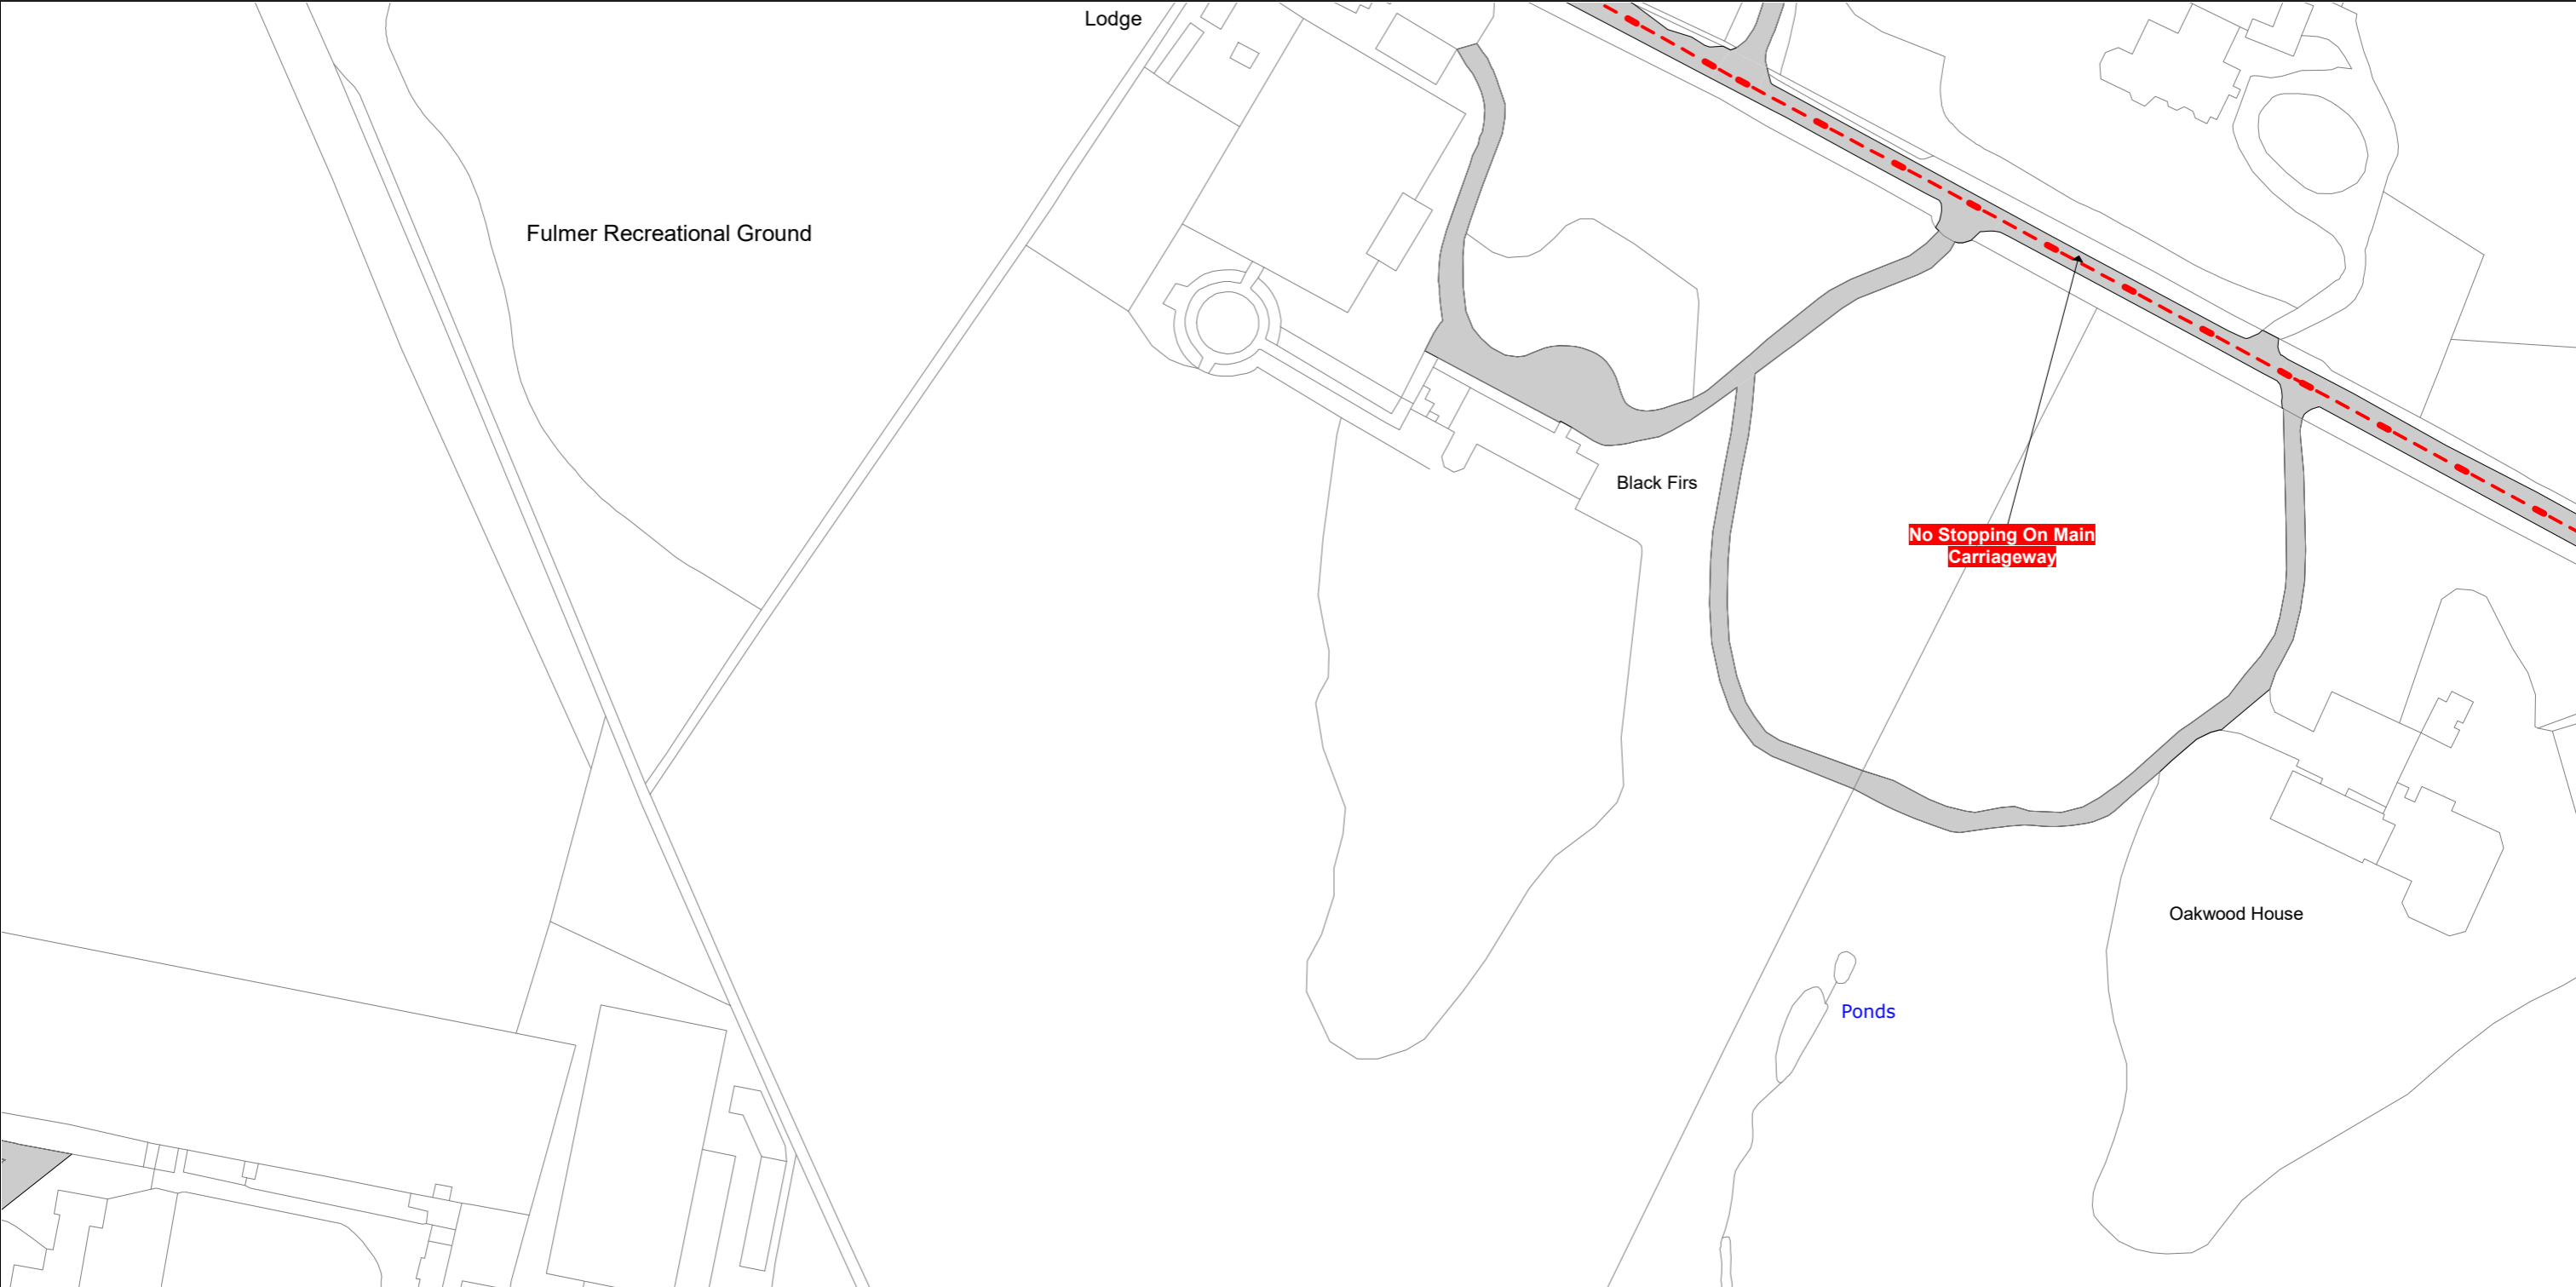 Lodge
Fulmer Recreational Ground
Black Firs
No Stopping On Main
Carriageway
Oakwood House
Ponds